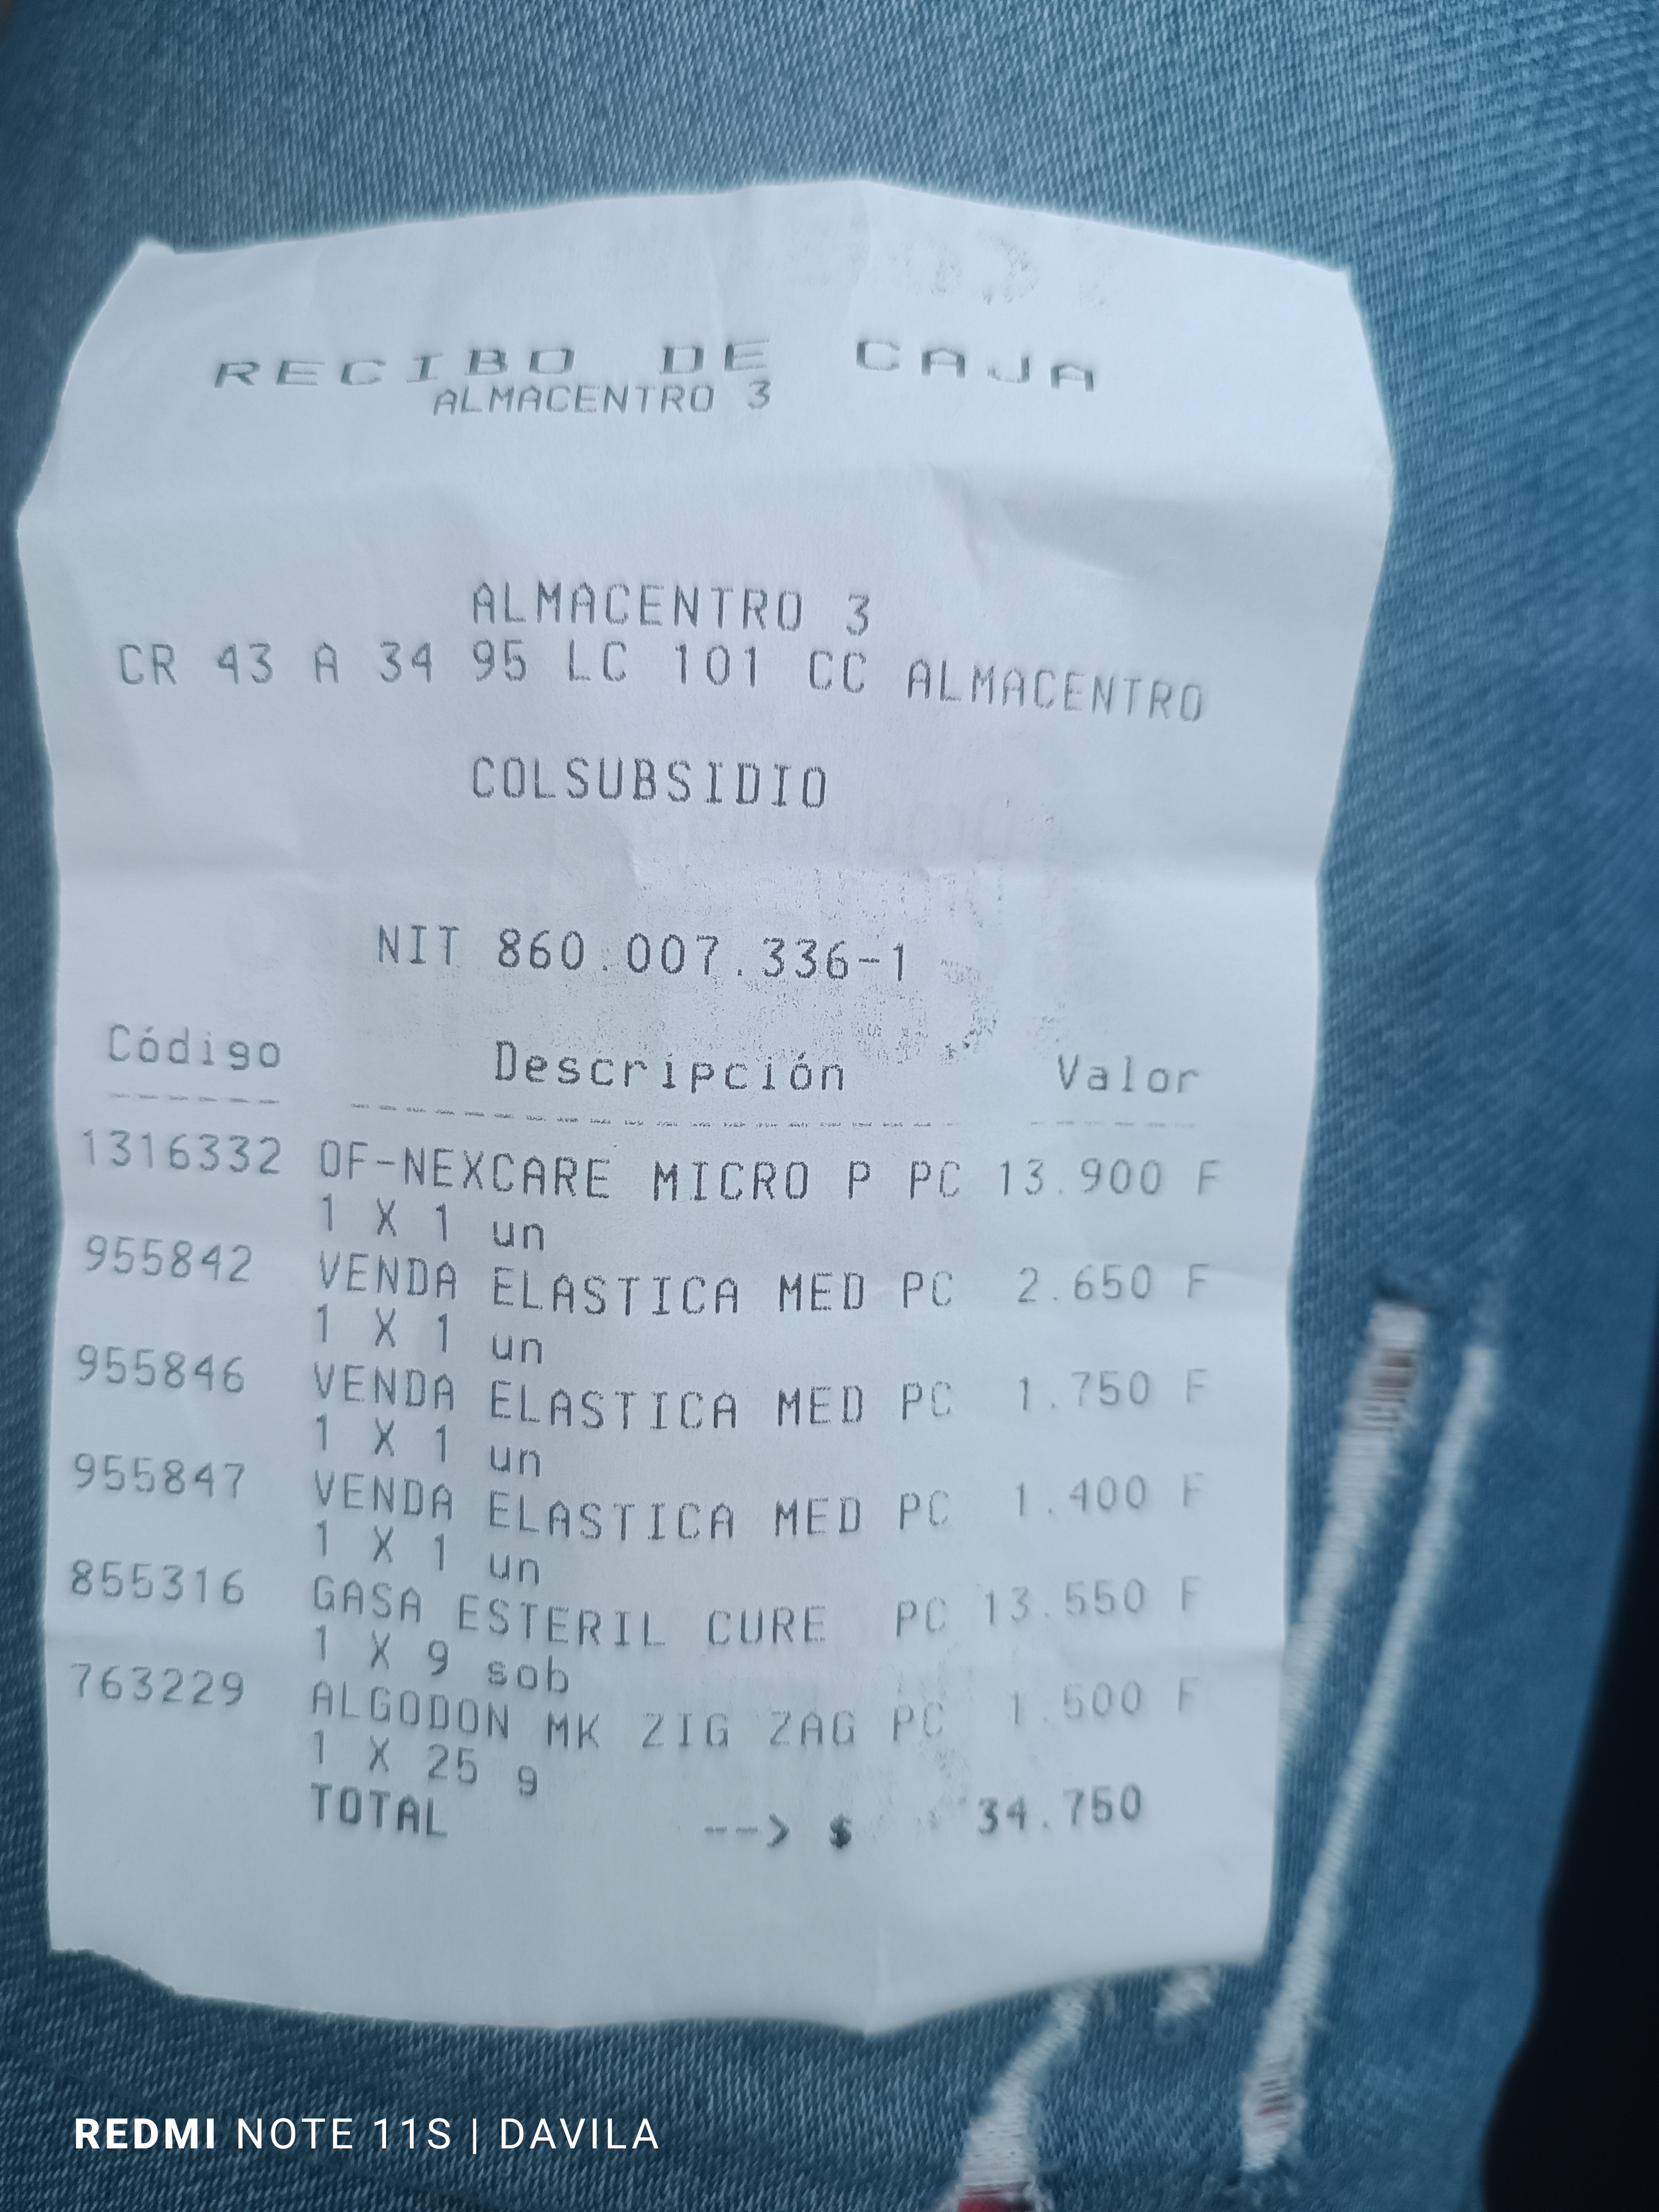 RECIBO DE CAJA
ALMACENTRO 3
ALMACENTRO 3
CR 43 A 34 95 LC 101 CC ALMACENTRO
COLSUBSIDIO
NIT 860.007.336-1
Código Descripción Valor
1316332 OF-NEXCARE MICRO P PC 13.900 F
1 X 1 un
955842 VENDA ELASTICA MED PC 2.650 F
1 X 1 un
955846 VENDA ELASTICA MED PC 1.750 F
1 X 1 un
955847 VENDA ELASTICA MED PC 1.400 F
1 X 1 un
855316 GASA ESTERIL CURE PC 13.550 F
1 X 9 sob
763229 ALGODON MK ZIG ZAG PC 1.500 F
1 X 25 g
TOTAL --> $ 34.750
REDMI NOTE 11S | DAVILA